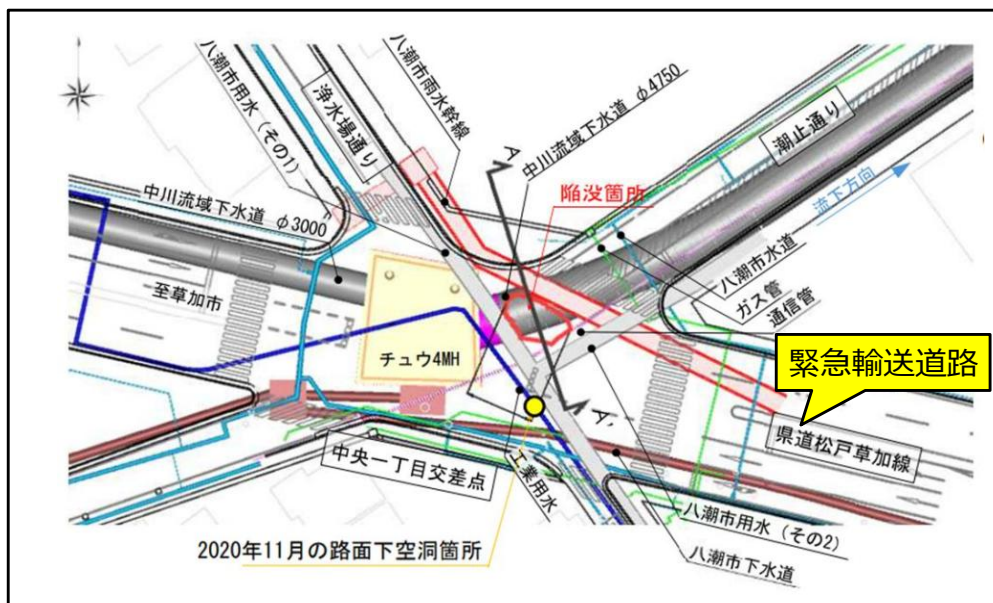 八潮市用水（その1）
浄水場通り
八潮市雨水幹線
A
中川流域下水道 φ4750
潮止通り
陥没箇所
流下方向
中川流域下水道 φ3000
至草加市
八潮市水道
ガス管
通信管
チュウ4MH
緊急輸送道路
県道松戸草加線
A'
中央一丁目交差点
工業用水
八潮市用水（その2）
八潮市下水道
2020年11月の路面下空洞箇所